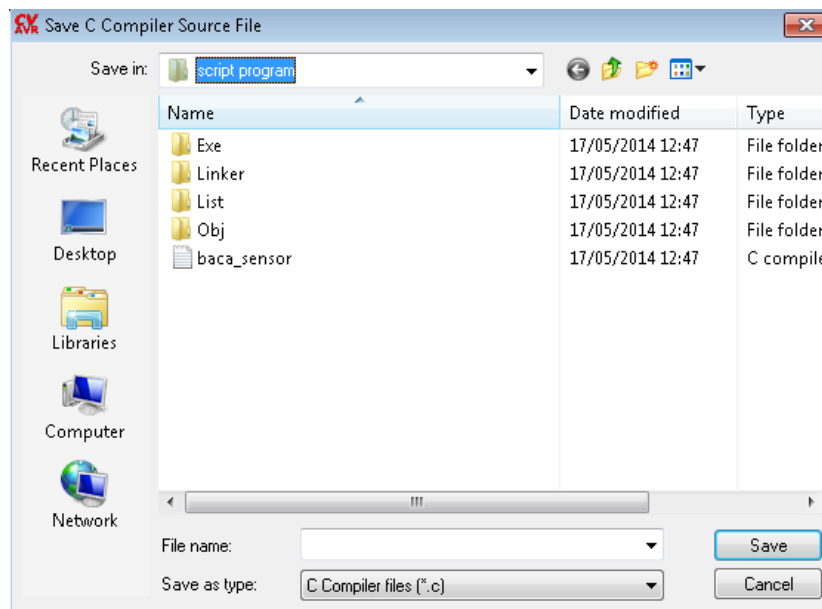 CV AVR Save C Compiler Source File
Save in: script program
Name Date modified Type
Exe 17/05/2014 12:47 File folder
Linker 17/05/2014 12:47 File folder
List 17/05/2014 12:47 File folder
Obj 17/05/2014 12:47 File folder
baca_sensor 17/05/2014 12:47 C compile
Recent Places
Desktop
Libraries
Computer
Network
File name: Save
Save as type: C Compiler files (*.c) Cancel